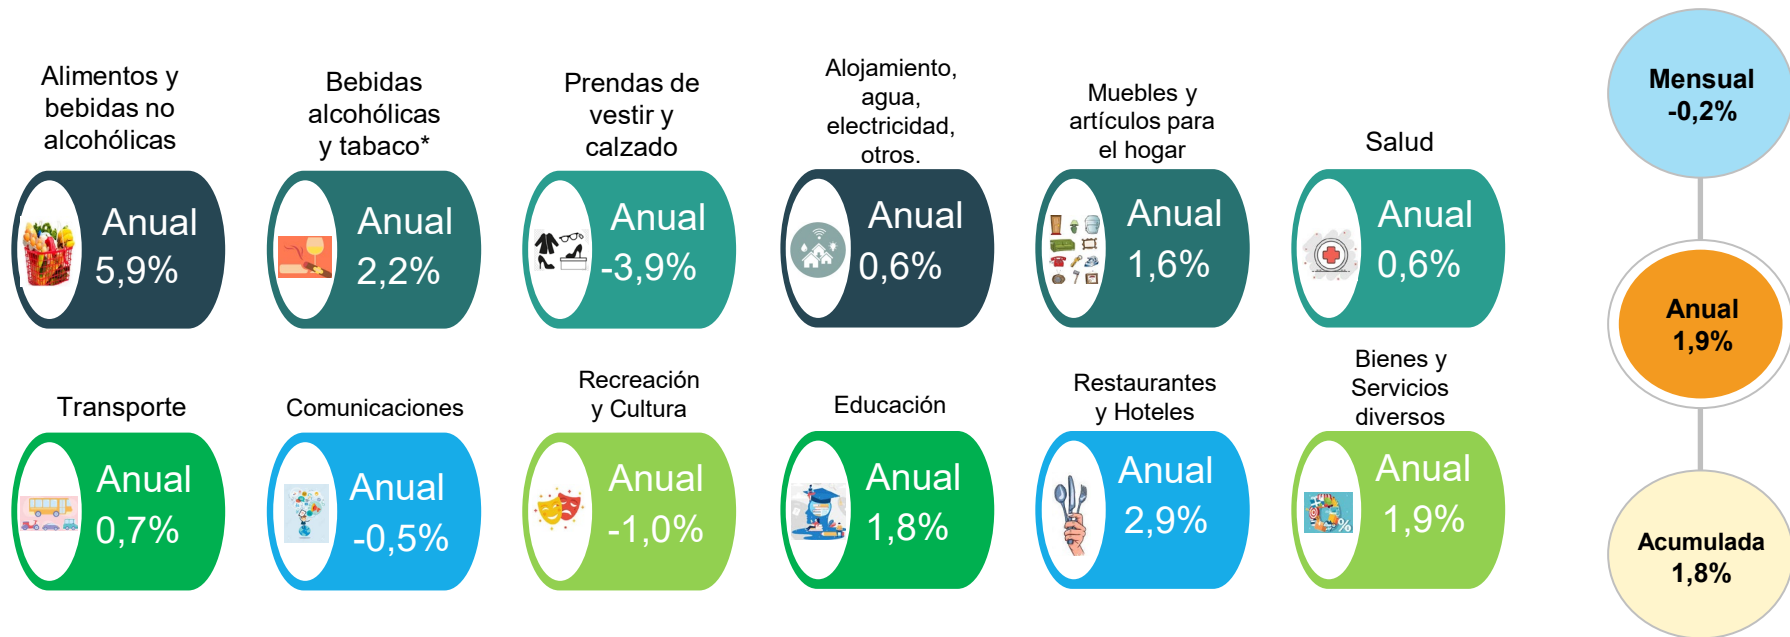 Alimentos y
bebidas no
alcohólicas
Anual
5,9%
Bebidas
alcohólicas
y tabaco*
Anual
2,2%
Prendas de
vestir y
calzado
Anual
-3,9%
Alojamiento,
agua,
electricidad,
otros.
Anual
0,6%
Muebles y
artículos para
el hogar
Anual
1,6%
Salud
Anual
0,6%
Transporte
Anual
0,7%
Comunicaciones
Anual
-0,5%
Recreación
y Cultura
Anual
-1,0%
Educación
Anual
1,8%
Restaurantes
y Hoteles
Anual
2,9%
Bienes y
Servicios
diversos
%
Anual
1,9%
Mensual
-0,2%
Anual
1,9%
Acumulada
1,8%